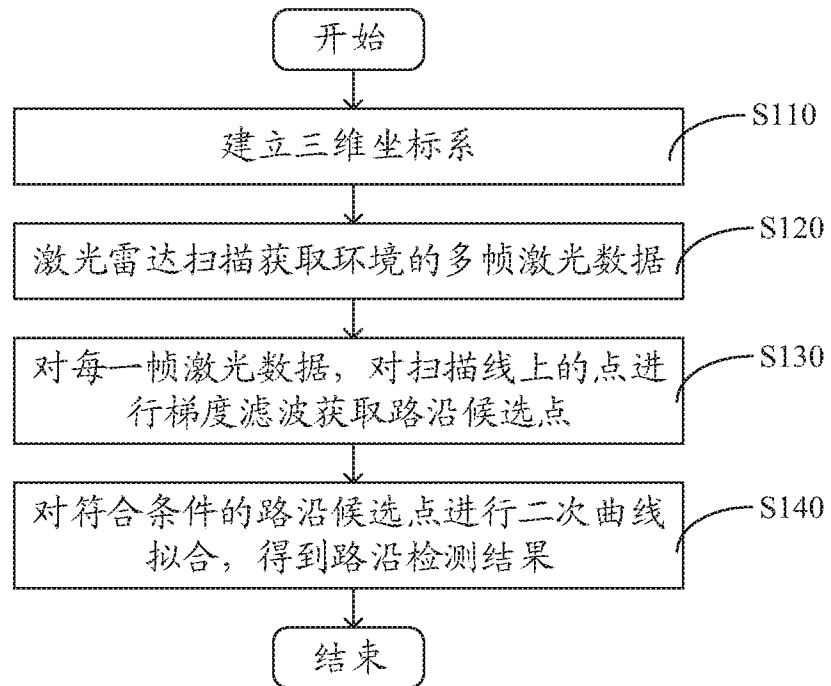 开始
建立三维坐标系
S110
激光雷达扫描获取环境的多帧激光数据
S120
对每一帧激光数据，对扫描线上的点进
行梯度滤波获取路沿候选点
S130
对符合条件的路沿候选点进行二次曲线
拟合，得到路沿检测结果
S140
结束